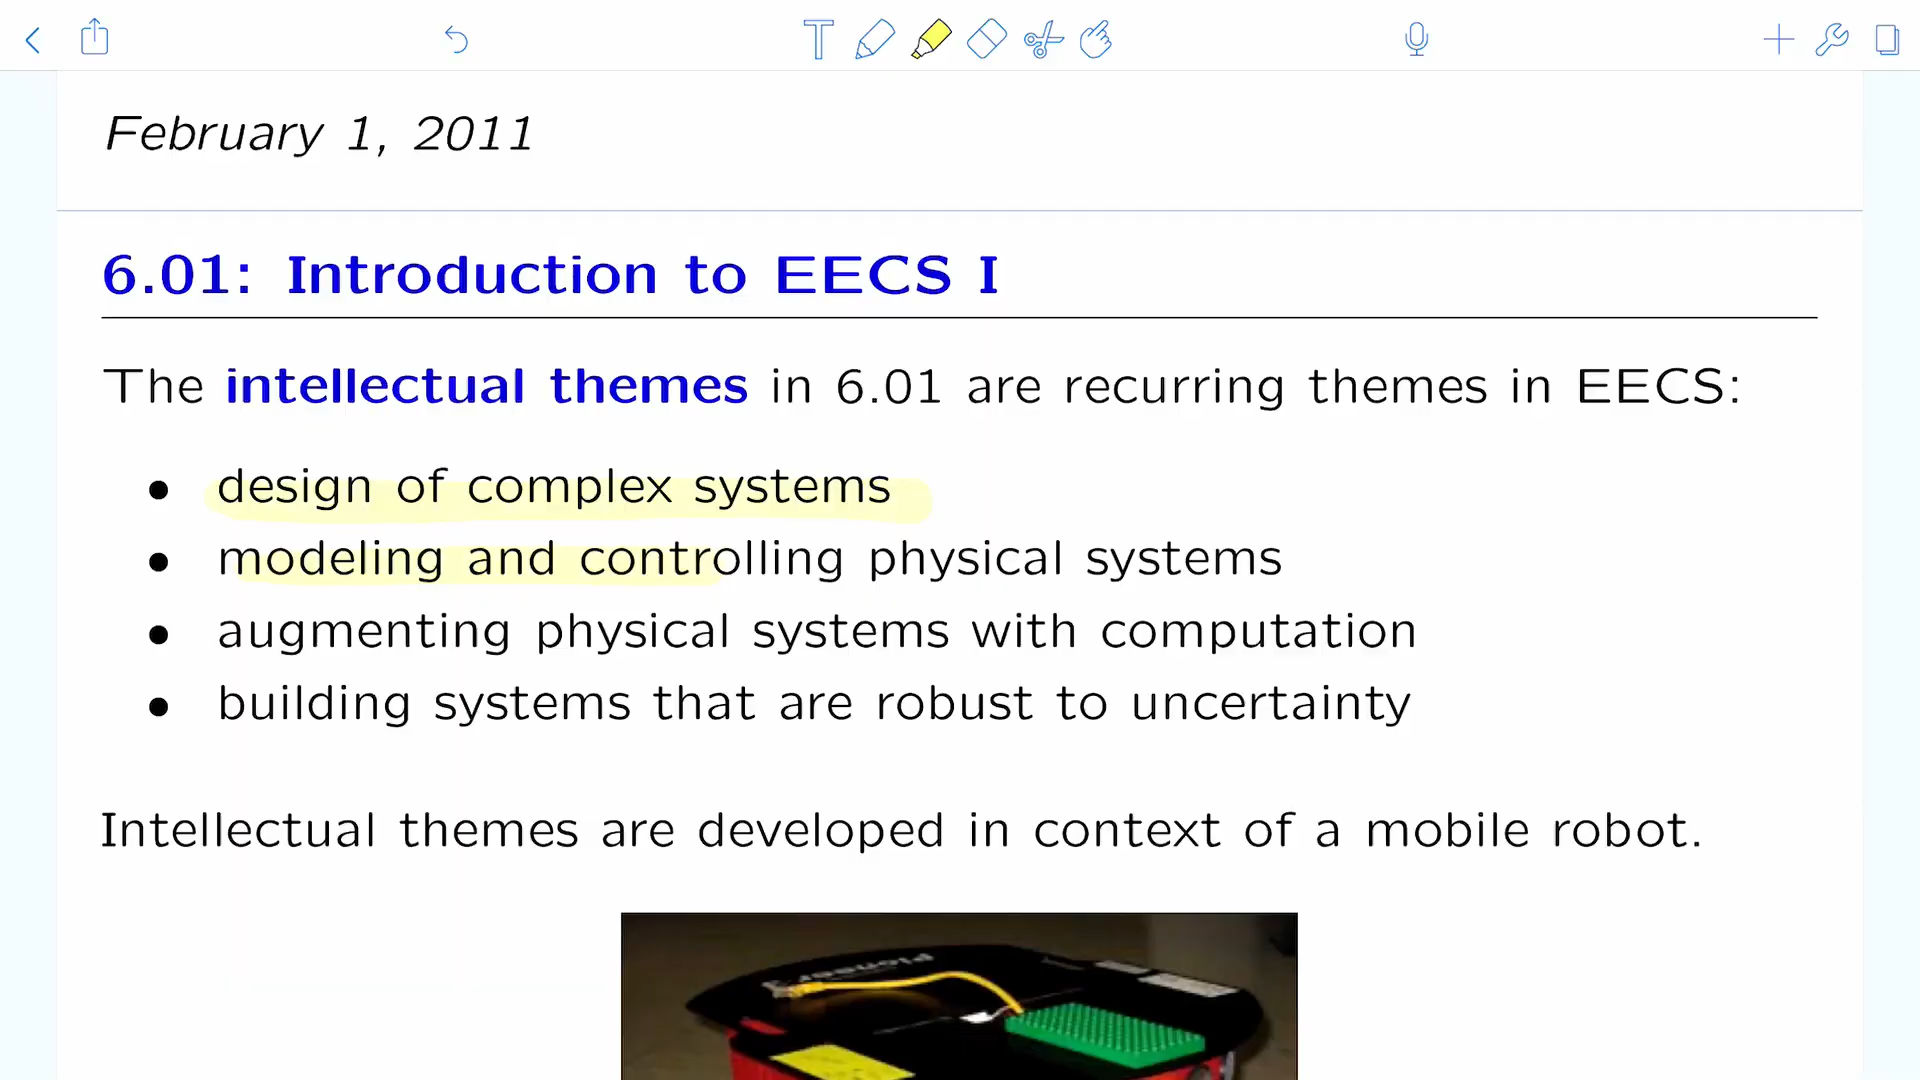 February 1, 2011
6.01: Introduction to EECS I
The intellectual themes in 6.01 are recurring themes in EECS:
• design of complex systems
• modeling and controlling physical systems
• augmenting physical systems with computation
• building systems that are robust to uncertainty
Intellectual themes are developed in context of a mobile robot.
Pioneer